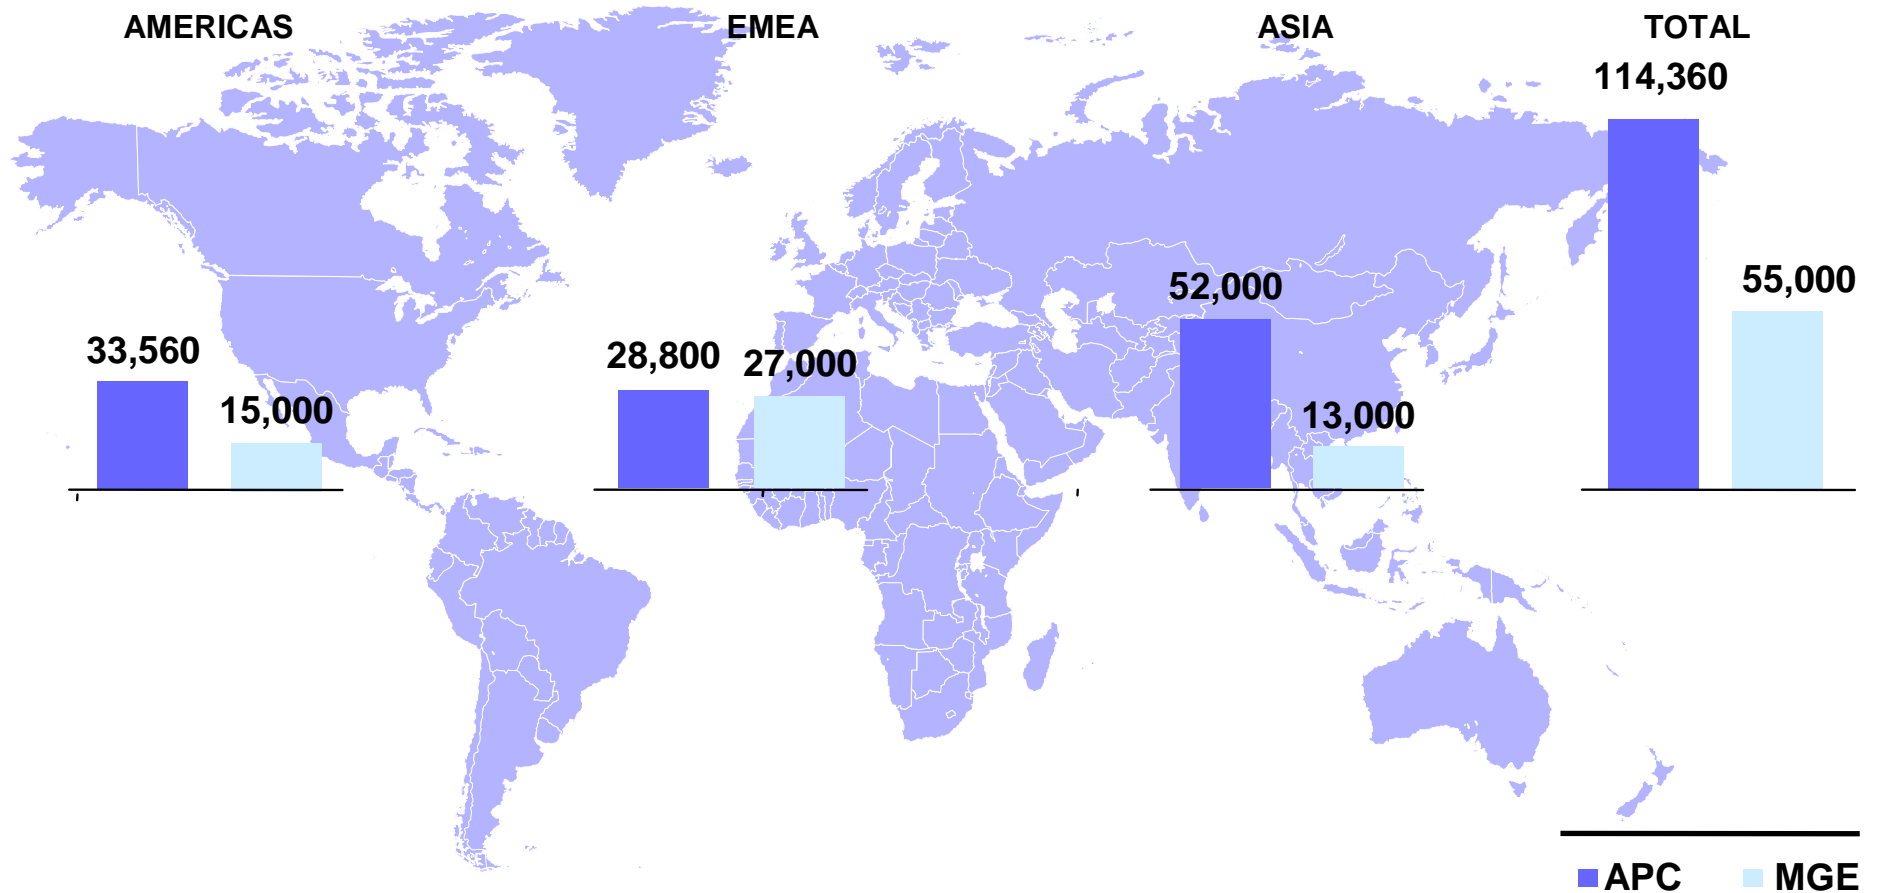 AMERICAS
EMEA
ASIA
TOTAL
114,360
52,000
55,000
33,560
28,800
27,000
15,000
13,000
APC
MGE